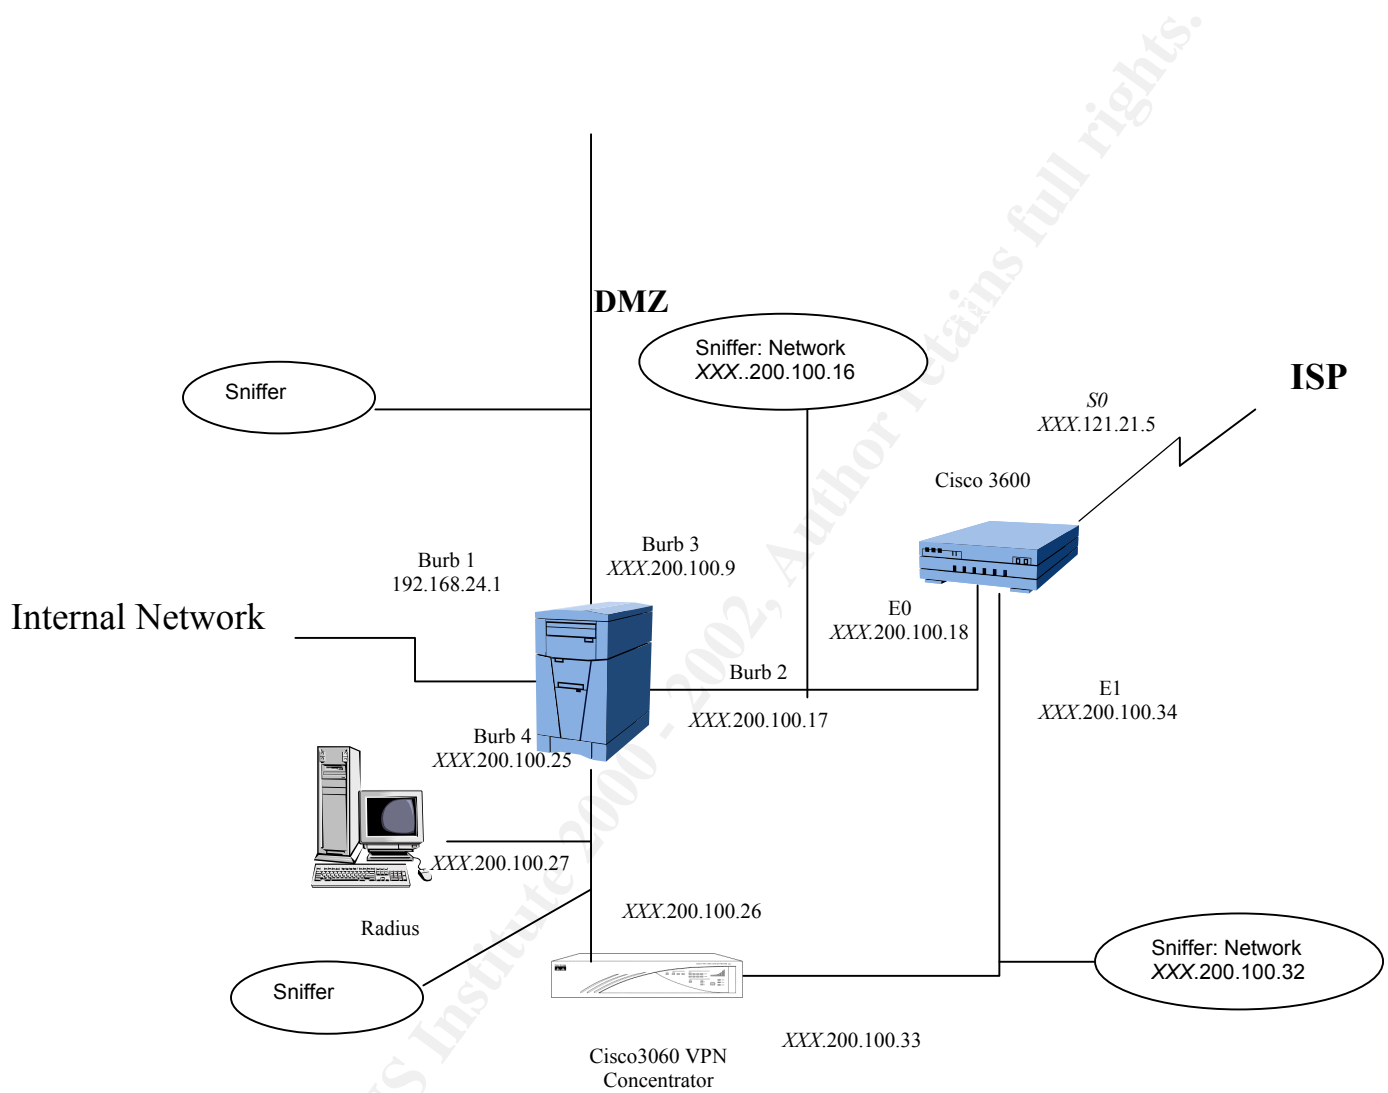 DMZ
Sniffer: Network
XXX..200.100.16
ISP
Sniffer
S0
XXX.121.21.5
Cisco 3600
Burb 1
192.168.24.1
Burb 3
XXX.200.100.9
Internal Network
E0
XXX.200.100.18
Burb 2
XXX.200.100.17
E1
XXX.200.100.34
Burb 4
XXX.200.100.25
XXX.200.100.27
Radius
XXX.200.100.26
Sniffer
Sniffer: Network
XXX.200.100.32
XXX.200.100.33
Cisco3060 VPN
Concentrator
NS Institute 2000 - 2002, Author retains full rights.